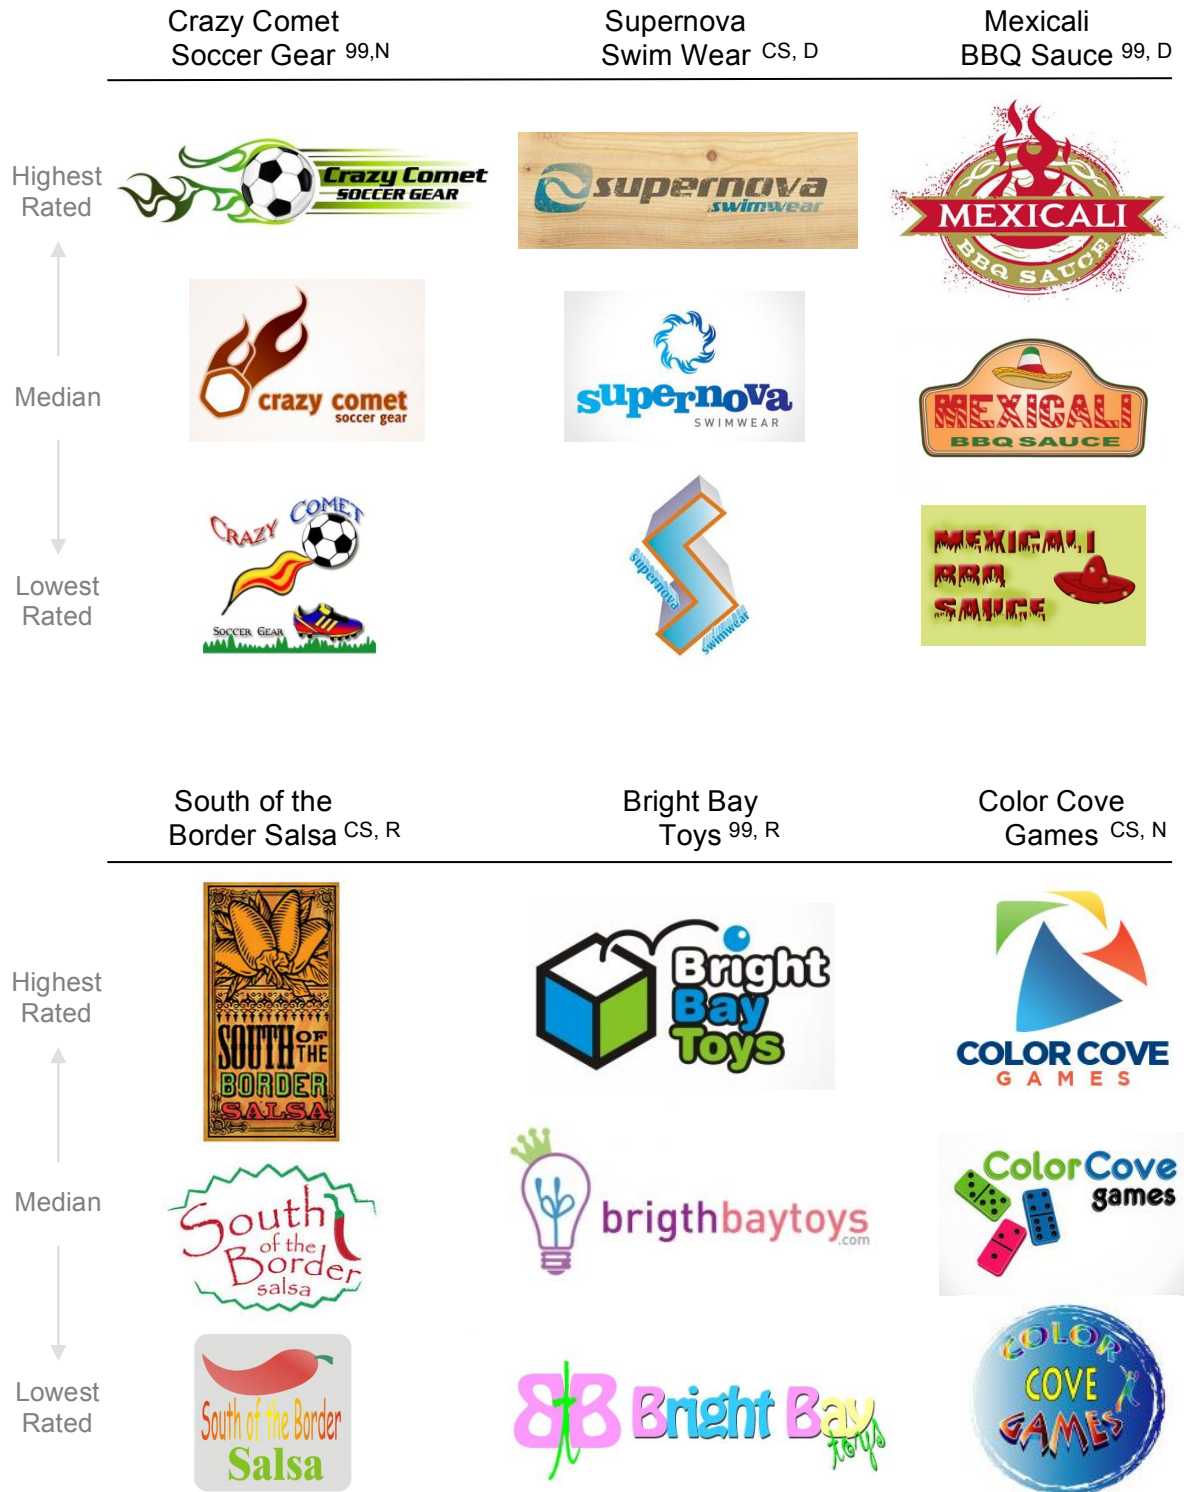 Crazy Comet
Soccer Gear 99,N
Supernova
Swim Wear CS, D
Mexicali
BBQ Sauce 99, D
Highest
Rated
Crazy Comet
SOCCER GEAR
supernova
swimwear
MEXICALI
BBQ SAUCE
Median
crazy comet
soccer gear
supernova
SWIMWEAR
MEXICALI
BBQ SAUCE
Lowest
Rated
CRAZY
COMET
SOCCER GEAR
supernova
swimwear
MEXICALI
BBQ
SAUCE
South of the
Border Salsa CS, R
Bright Bay
Toys 99, R
Color Cove
Games CS, N
Highest
Rated
SOUTH OF
THE
BORDER
SALSA
Bright
Bay
Toys
COLOR COVE
GAMES
Median
South
of the
Border
salsa
brigthbaytoys
.com
Color Cove
games
Lowest
Rated
South of the Border
Salsa
BtB Bright Bay
toys
COLOR
COVE
GAMES